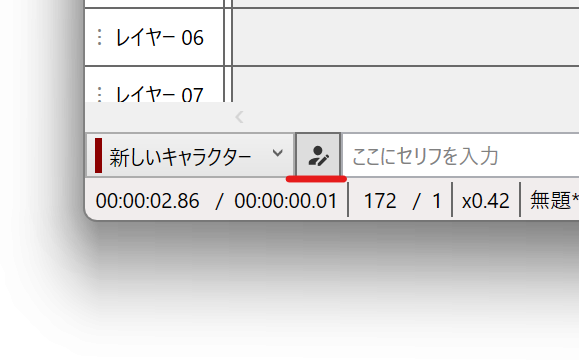 レイヤー 06
レイヤー 07
新しいキャラクター ここにセリフを入力
00:00:02.86 / 00:00:00.01 172 / 1 x0.42 無題*